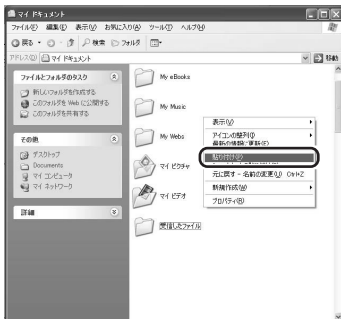 マイ ドキュメント
ファイル(F) 編集(E) 表示(V) お気に入り(A) ツール(T) ヘルプ(H)
戻る 検索 フォルダ
アドレス(D) マイ ドキュメント 移動
ファイルとフォルダのタスク
新しいフォルダを作成する
このフォルダを Web に公開する
このフォルダを共有する
その他
デスクトップ
Documents
マイ コンピュータ
マイ ネットワーク
詳細
My eBooks
My Music
My Webs
マイ ピクチャ
マイ ビデオ
受信したファイル
表示(V)
アイコンの整列(I)
最新の情報に更新(E)
貼り付け(P)
元に戻す - 名前の変更(U) Ctrl+Z
新規作成(W)
プロパティ(R)